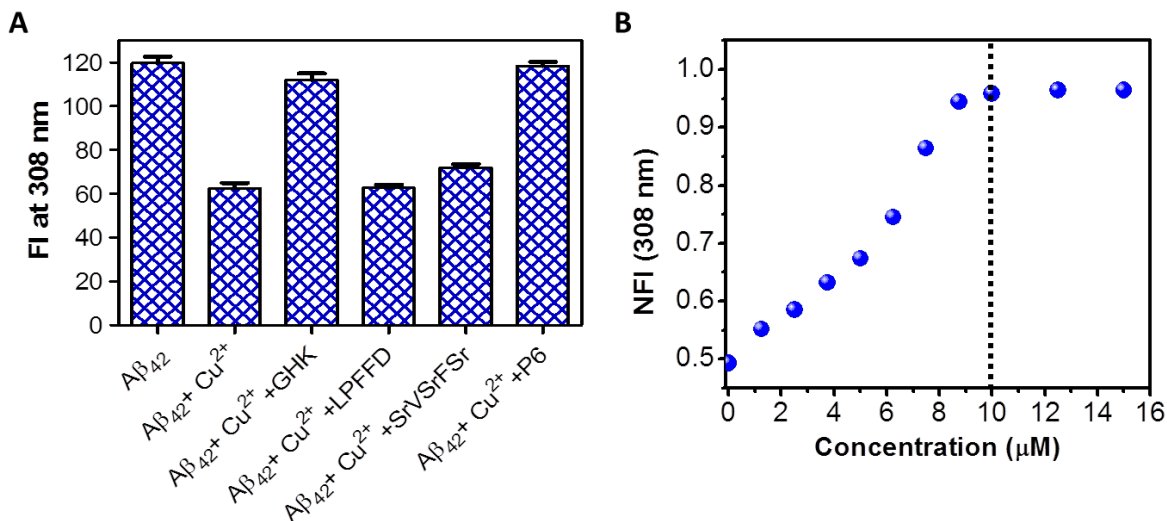 A
FI at 308 nm
120
100
80
60
40
20
0
Aβ₄₂
Aβ₄₂+ Cu²⁺
Aβ₄₂+ Cu²⁺ +GHK
Aβ₄₂+ Cu²⁺ +LPFFD
Aβ₄₂+ Cu²⁺ +SrVSrFSr
Aβ₄₂+ Cu²⁺ +P6
B
NFI (308 nm)
1.0
0.9
0.8
0.7
0.6
0.5
0 2 4 6 8 10 12 14 16
Concentration (μM)